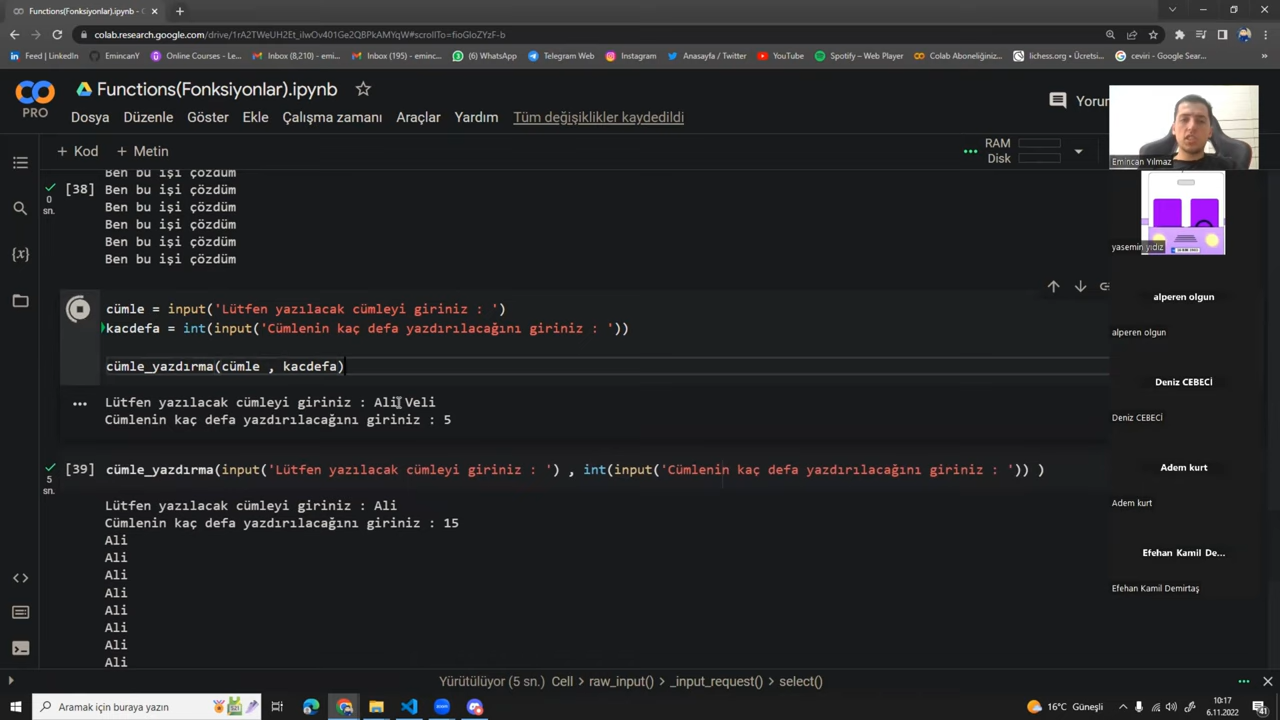 Functions(Fonksiyonlar).ipynb - C
colab.research.google.com/drive/1rA2TWeUH2Et_ilwOv401Ge2QBPkAMYqW#scrollTo=fioGloZYzF-b
Feed | LinkedIn
EmincanY
Online Courses - Le...
Inbox (8,210) - emi...
Inbox (195) - eminc...
(1) WhatsApp
Telegram Web
Instagram
Anasayfa / Twitter
YouTube
Spotify – Web Player
Colab Aboneliğiniz...
lichess.org • Ücretsi...
ceviri - Google Sear...
PRO
Functions(Fonksiyonlar).ipynb
Yorum
Dosya Düzenle Göster Ekle Çalışma zamanı Araçlar Yardım Tüm değişiklikler kaydedildi
+ Kod + Metin
RAM
Disk
Emincan Yılmaz
Ben bu işi çözdüm
[38] Ben bu işi çözdüm
0 sn. Ben bu işi çözdüm
Ben bu işi çözdüm
Ben bu işi çözdüm
Ben bu işi çözdüm
yasemin yıdız
cümle = input('Lütfen yazılacak cümleyi giriniz : ')
kacdefa = int(input('Cümlenin kaç defa yazdırılacağını giriniz : '))
cümle_yazdırma(cümle , kacdefa)
Lütfen yazılacak cümleyi giriniz : Ali Veli
Cümlenin kaç defa yazdırılacağını giriniz : 5
alperen olgun
alperen olgun
Deniz CEBECİ
Deniz CEBECİ
[39] cümle_yazdırma(input('Lütfen yazılacak cümleyi giriniz : ') , int(input('Cümlenin kaç defa yazdırılacağını giriniz : ')) )
5 sn.
Lütfen yazılacak cümleyi giriniz : Ali
Cümlenin kaç defa yazdırılacağını giriniz : 15
Ali
Ali
Ali
Ali
Ali
Ali
Ali
Ali
Adem kurt
Adem kurt
Efehan Kamil De...
Efehan Kamil Demirtaş
Yürütülüyor (5 sn.) Cell > raw_input() > _input_request() > select()
Aramak için buraya yazın
16°C Güneşli
10:17
6.11.2022